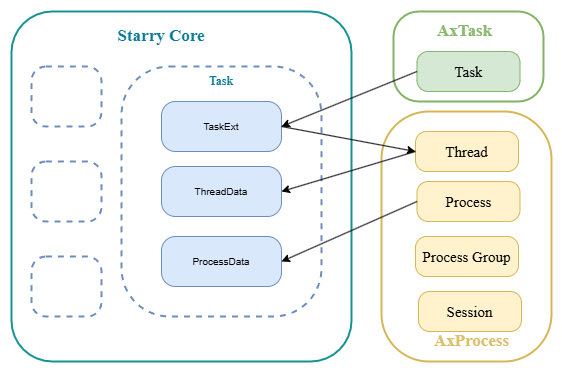 Starry Core
Task
TaskExt
ThreadData
ProcessData
AxTask
Task
Thread
Process
Process Group
Session
AxProcess